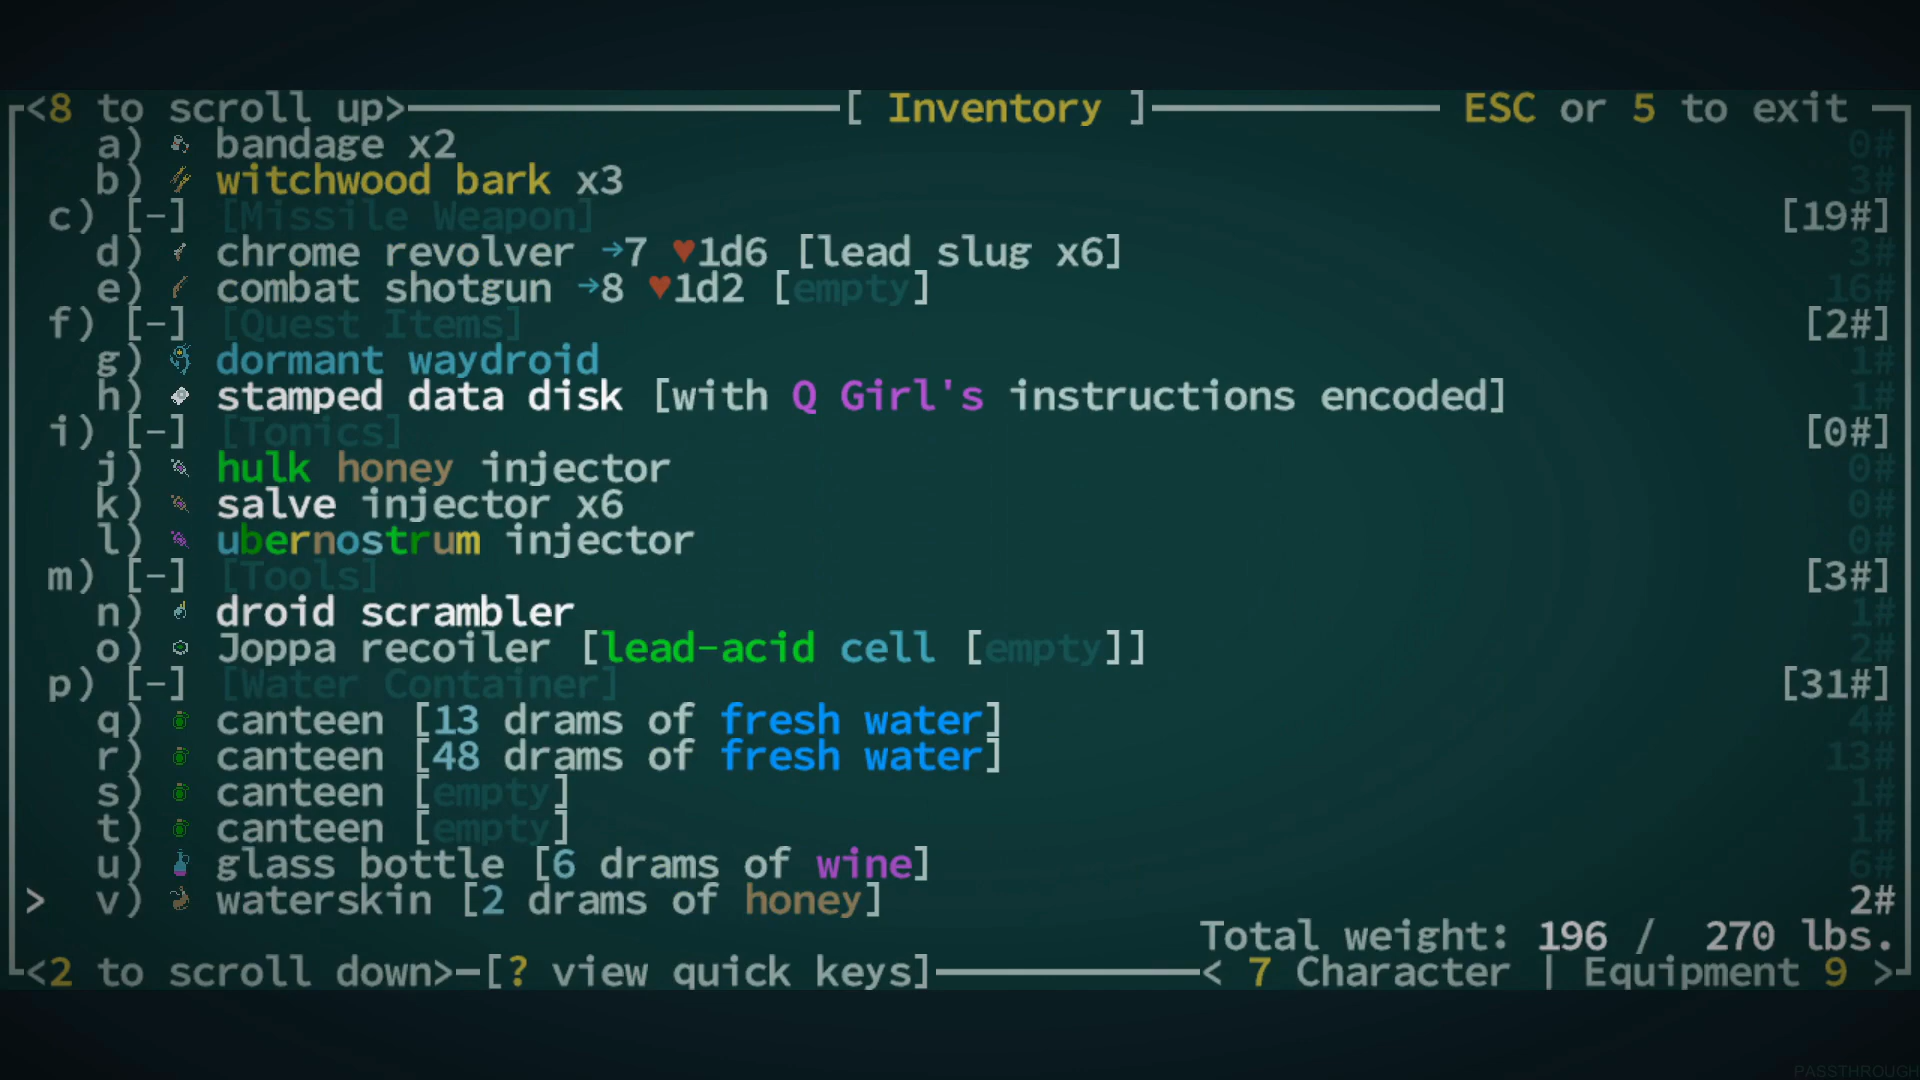 <8 to scroll up> [ Inventory ] ESC or 5 to exit
a) bandage x2 0#
b) witchwood bark x3 3#
c) [-] [Missile Weapon] [19#]
d) chrome revolver →7 ♥1d6 [lead slug x6] 3#
e) combat shotgun →8 ♥1d2 [empty] 16#
f) [-] [Quest Items] [2#]
g) dormant waydroid 1#
h) stamped data disk [with Q Girl's instructions encoded] 1#
i) [-] [Tonics] [0#]
j) hulk honey injector 0#
k) salve injector x6 0#
l) ubernostrum injector 0#
m) [-] [Tools] [3#]
n) droid scrambler 1#
o) Joppa recoiler [lead-acid cell [empty]] 2#
p) [-] [Water Container] [31#]
q) canteen [13 drams of fresh water] 4#
r) canteen [48 drams of fresh water] 13#
s) canteen [empty] 1#
t) canteen [empty] 1#
u) glass bottle [6 drams of wine] 6#
> v) waterskin [2 drams of honey] 2#
Total weight: 196 / 270 lbs.
<2 to scroll down> [? view quick keys] < 7 Character | Equipment 9 >
PASSTHROUGH